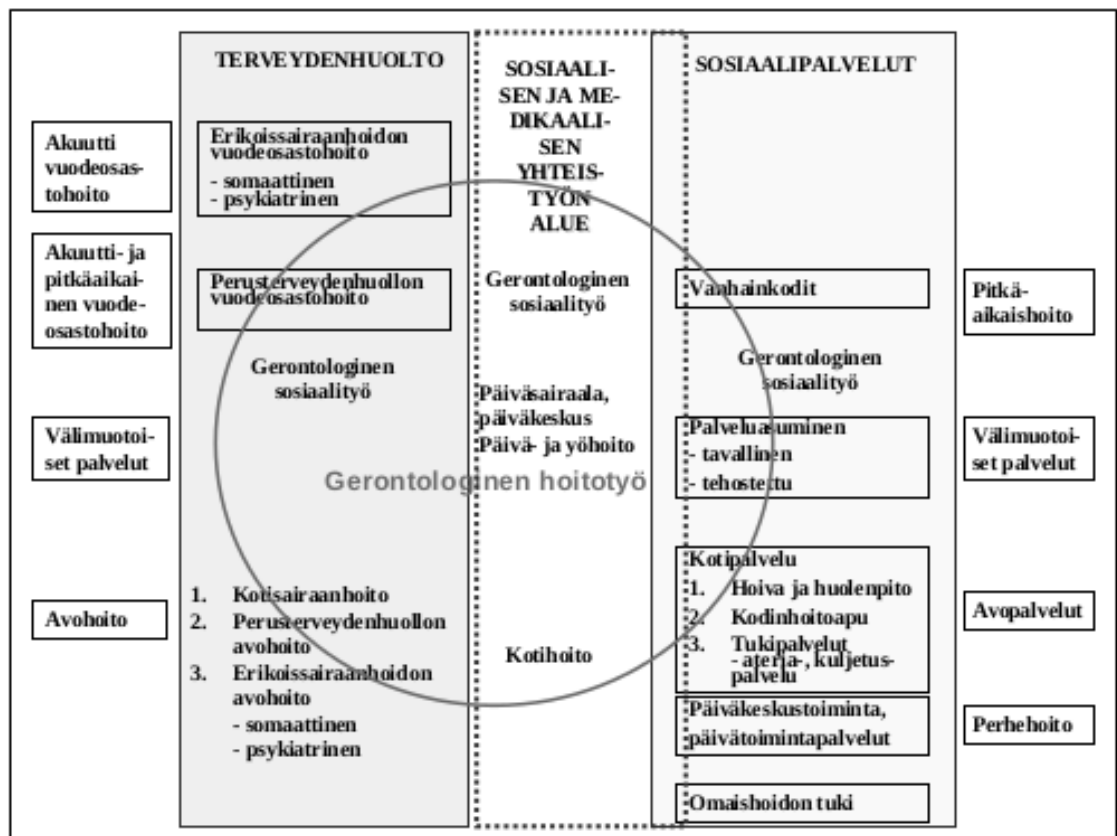 TERVEYDENHUOLTO
SOSIAALI-
SEN JA ME-
DIKAALI-
SEN
YHTEIS-
TYÖN
ALUE
SOSIAALIPALVELUT
Akuutti
vuodeosas-
tohoito
Erikoissairaanhoidon
vuodeosastohoito
- somaattinen
- psykiatrinen
Akuutti- ja
pitkäaikai-
nen vuode-
osastohoito
Perusterveydenhuollon
vuodeosastohoito
Gerontologinen
sosiaalityö
Vanhainkodit
Pitkä-
aikaishoito
Gerontologinen
sosiaalityö
Gerontologinen
sosiaalityö
Päiväsairaala,
päiväkeskus
Päivä- ja yöhoito
Välimuotoi-
set palvelut
Palveluasuminen
- tavallinen
- tehostettu
Välimuotoi-
set palvelut
Gerontologinen hoitotyö
Avohoito
1. Kotisairaanhoito
2. Perusterveydenhuollon
avohoito
3. Erikoissairaanhoidon
avohoito
- somaattinen
- psykiatrinen
Kotihoito
Kotipalvelu
1. Hoiva ja huolenpito
2. Kodinhoitoapu
3. Tukipalvelut
- ateria-, kuljetus-
palvelu
Avopalvelut
Päiväkeskustoiminta,
päivätoimintapalvelut
Perhehoito
Omaishoidon tuki